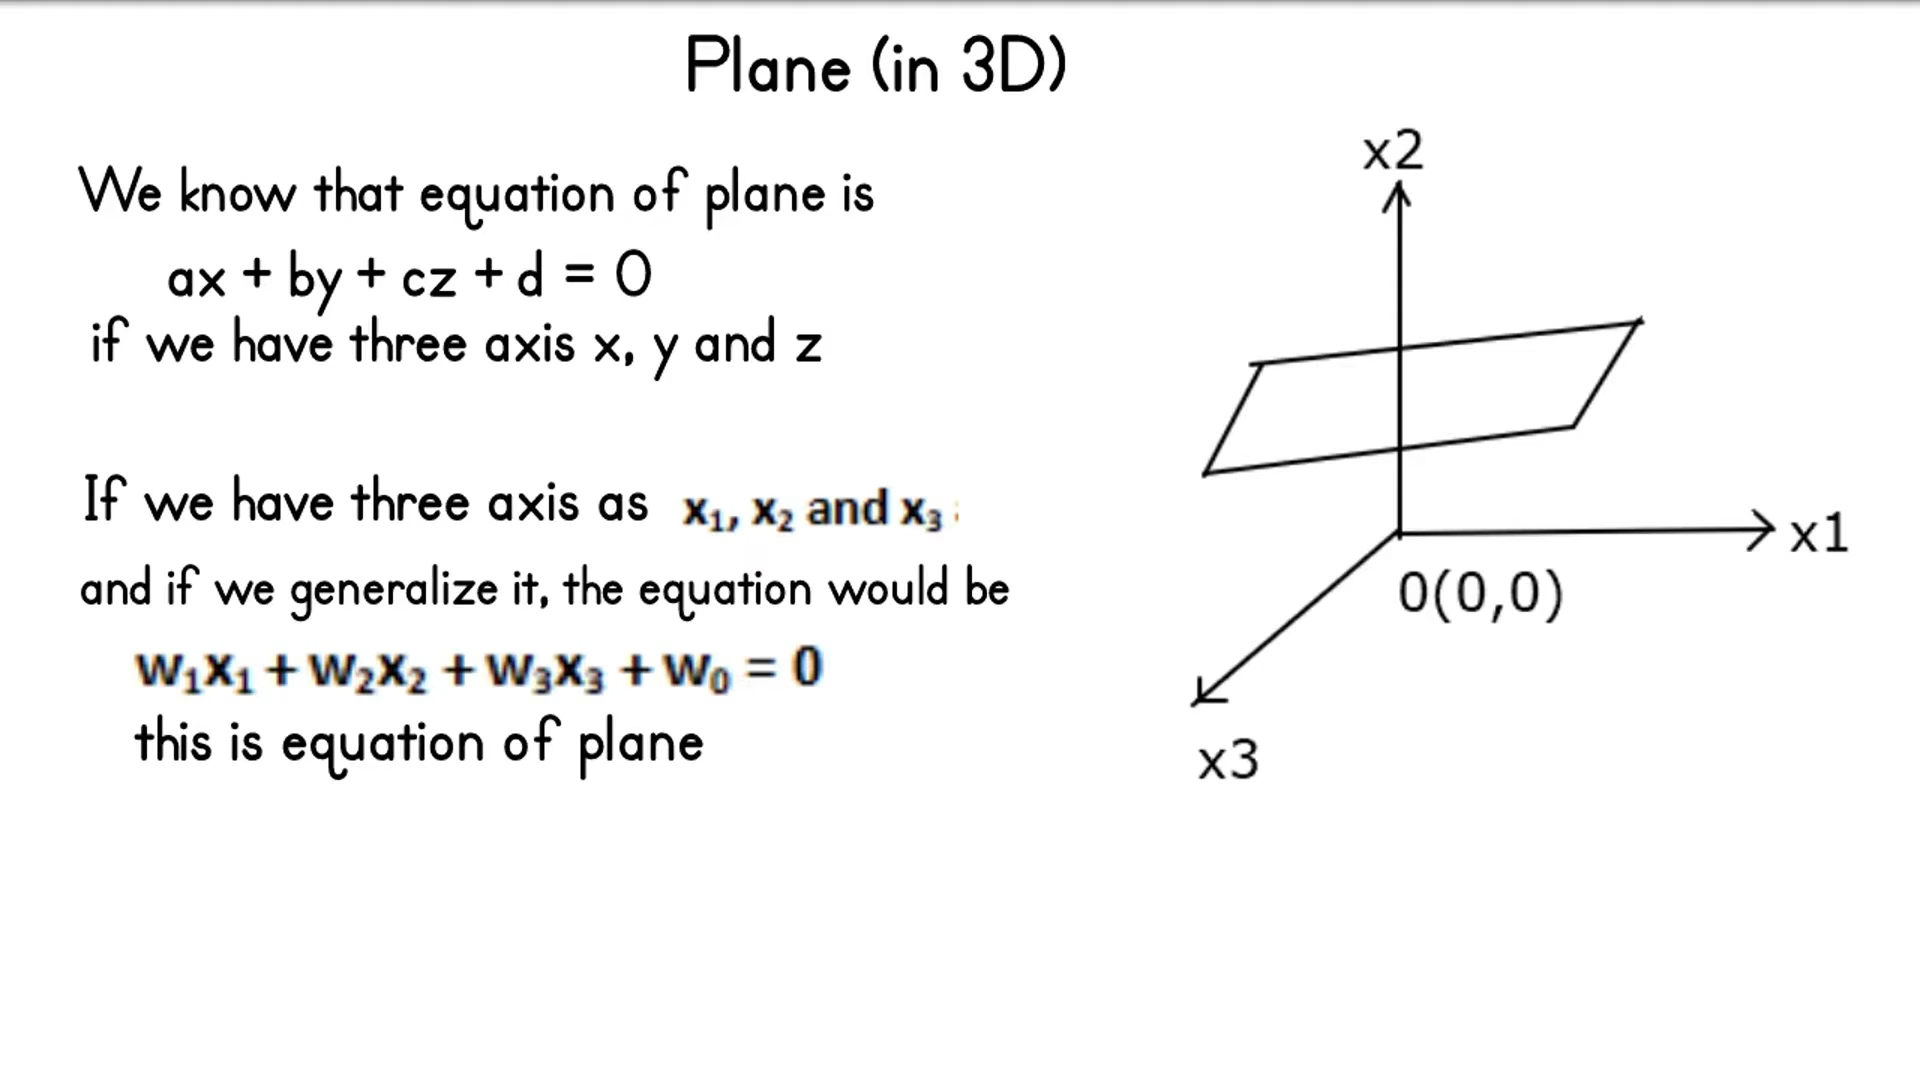 Plane (in 3D)
We know that equation of plane is
ax + by + cz + d = 0
if we have three axis x, y and z
If we have three axis as x₁, x₂ and x₃
and if we generalize it, the equation would be
w₁x₁ + w₂x₂ + w₃x₃ + w₀ = 0
this is equation of plane
x2
x1
0(0,0)
x3